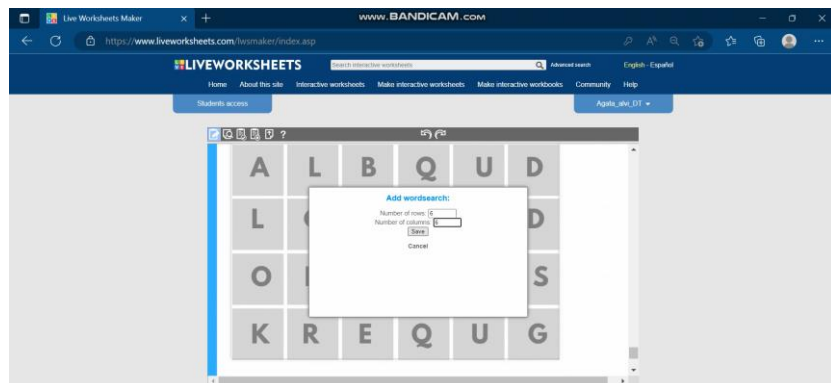 Live Worksheets Maker
www.BANDICAM.com
https://www.liveworksheets.com/lwsmaker/index.asp
LIVEWORKSHEETS
Search interactive worksheets
Advanced search
English - Español
Home About this site Interactive worksheets Make interactive worksheets Make interactive workbooks Community Help
Students access
Agata_alvi_DT
?
A L B Q U D
Add wordsearch:
Number of rows: 6
Number of columns: 6
Save
Cancel
L D
O S
K R E Q U G